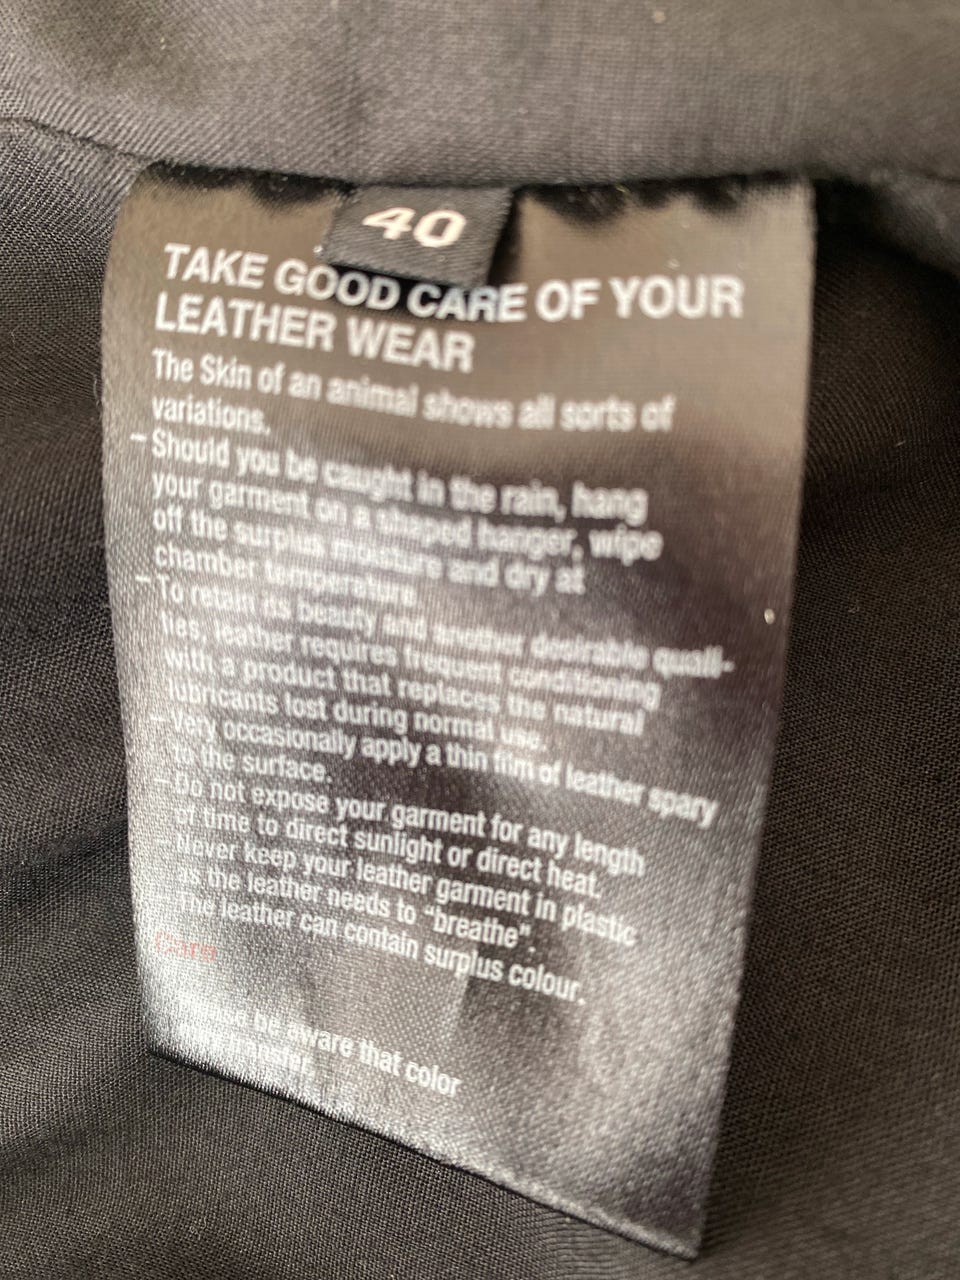 40
TAKE GOOD CARE OF YOUR
LEATHER WEAR
The Skin of an animal shows all sorts of
variations.
- Should you be caught in the rain, hang
your garment on a shaped hanger, wipe
off the surplus moisture and dry at
chamber temperature.
- To retain its beauty and another desirable quali-
ties, leather requires frequent conditioning
with a product that replaces the natural
lubricants lost during normal use.
- Very occasionally apply a thin film of leather spary
to the surface.
- Do not expose your garment for any length
of time to direct sunlight or direct heat.
- Never keep your leather garment in plastic
as the leather needs to "breathe".
- The leather can contain surplus colour.
care
be aware that color
transfer.